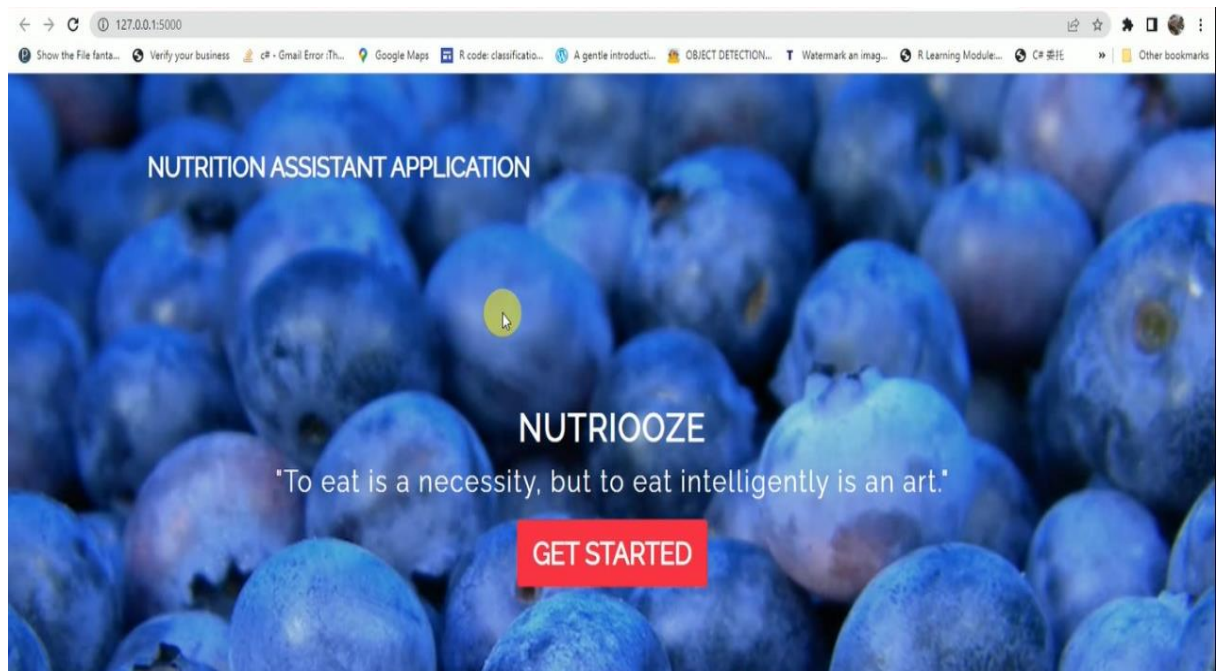 127.0.0.1:5000
Show the File fanta... Verify your business c# - Gmail Error :Th... Google Maps R code: classificatio... A gentle introducti... OBJECT DETECTION... T Watermark an imag... R Learning Module:... C# 委托 » Other bookmarks
NUTRITION ASSISTANT APPLICATION
NUTRIOOZE
"To eat is a necessity, but to eat intelligently is an art."
GET STARTED